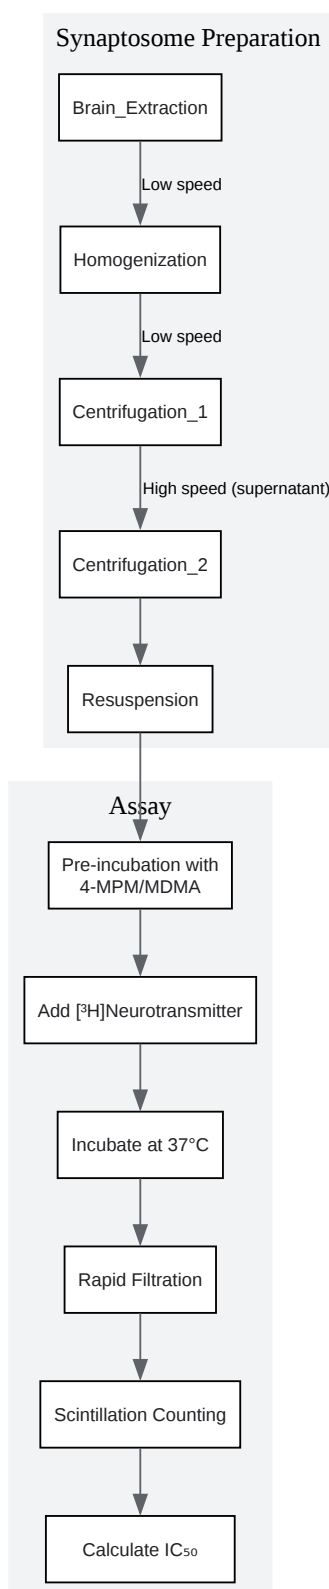 Synaptosome Preparation
Brain_Extraction
Low speed
Homogenization
Low speed
Centrifugation_1
High speed (supernatant)
Centrifugation_2
Resuspension
Assay
Pre-incubation with
4-MPM/MDMA
Add [³H]Neurotransmitter
Incubate at 37°C
Rapid Filtration
Scintillation Counting
Calculate IC₅₀